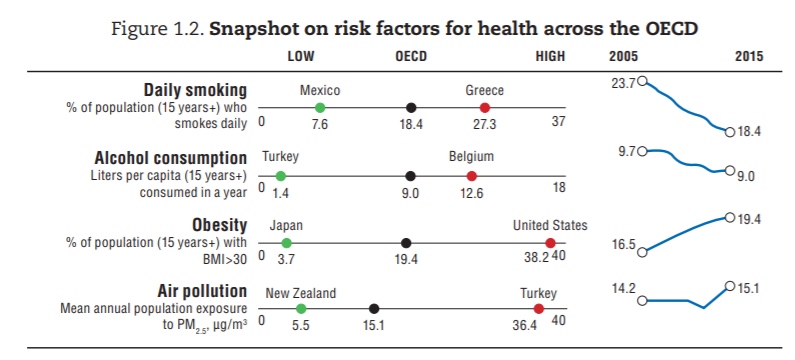 Figure 1.2. Snapshot on risk factors for health across the OECD
LOW OECD HIGH 2005 2015
Daily smoking
% of population (15 years+) who
smokes daily
Mexico Greece
0 7.6 18.4 27.3 37
23.7 18.4
Alcohol consumption
Liters per capita (15 years+)
consumed in a year
Turkey Belgium
0 1.4 9.0 12.6 18
9.7 9.0
Obesity
% of population (15 years+) with
BMI>30
Japan United States
0 3.7 19.4 38.2 40
16.5 19.4
Air pollution
Mean annual population exposure
to PM2.5, µg/m³
New Zealand Turkey
0 5.5 15.1 36.4 40
14.2 15.1